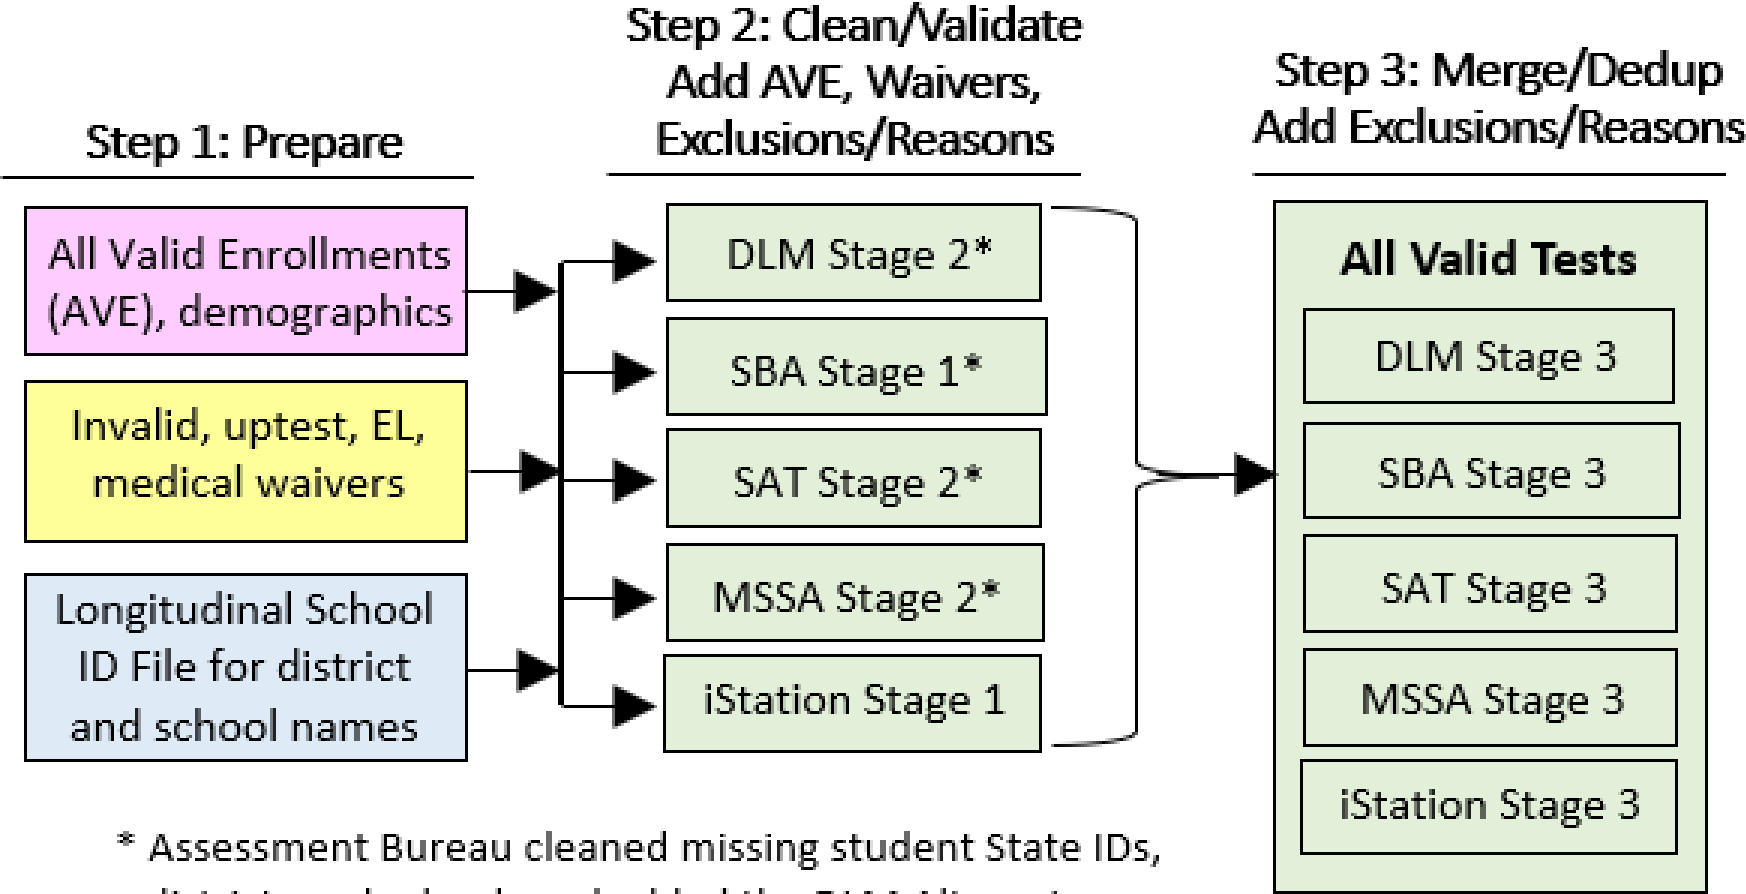 Step 1: Prepare
All Valid Enrollments
(AVE), demographics
Invalid, uptest, EL,
medical waivers
Longitudinal School
ID File for district
and school names
Step 2: Clean/Validate
Add AVE, Waivers,
Exclusions/Reasons
DLM Stage 2*
SBA Stage 1*
SAT Stage 2*
MSSA Stage 2*
iStation Stage 1
Step 3: Merge/Dedup
Add Exclusions/Reasons
All Valid Tests
DLM Stage 3
SBA Stage 3
SAT Stage 3
MSSA Stage 3
iStation Stage 3
* Assessment Bureau cleaned missing student State IDs,